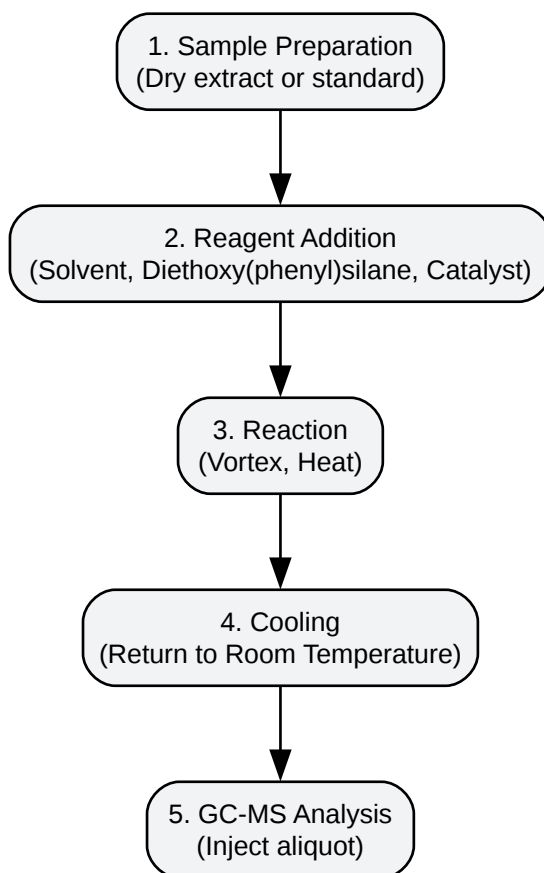 1. Sample Preparation
(Dry extract or standard)
2. Reagent Addition
(Solvent, Diethoxy(phenyl)silane, Catalyst)
3. Reaction
(Vortex, Heat)
4. Cooling
(Return to Room Temperature)
5. GC-MS Analysis
(Inject aliquot)